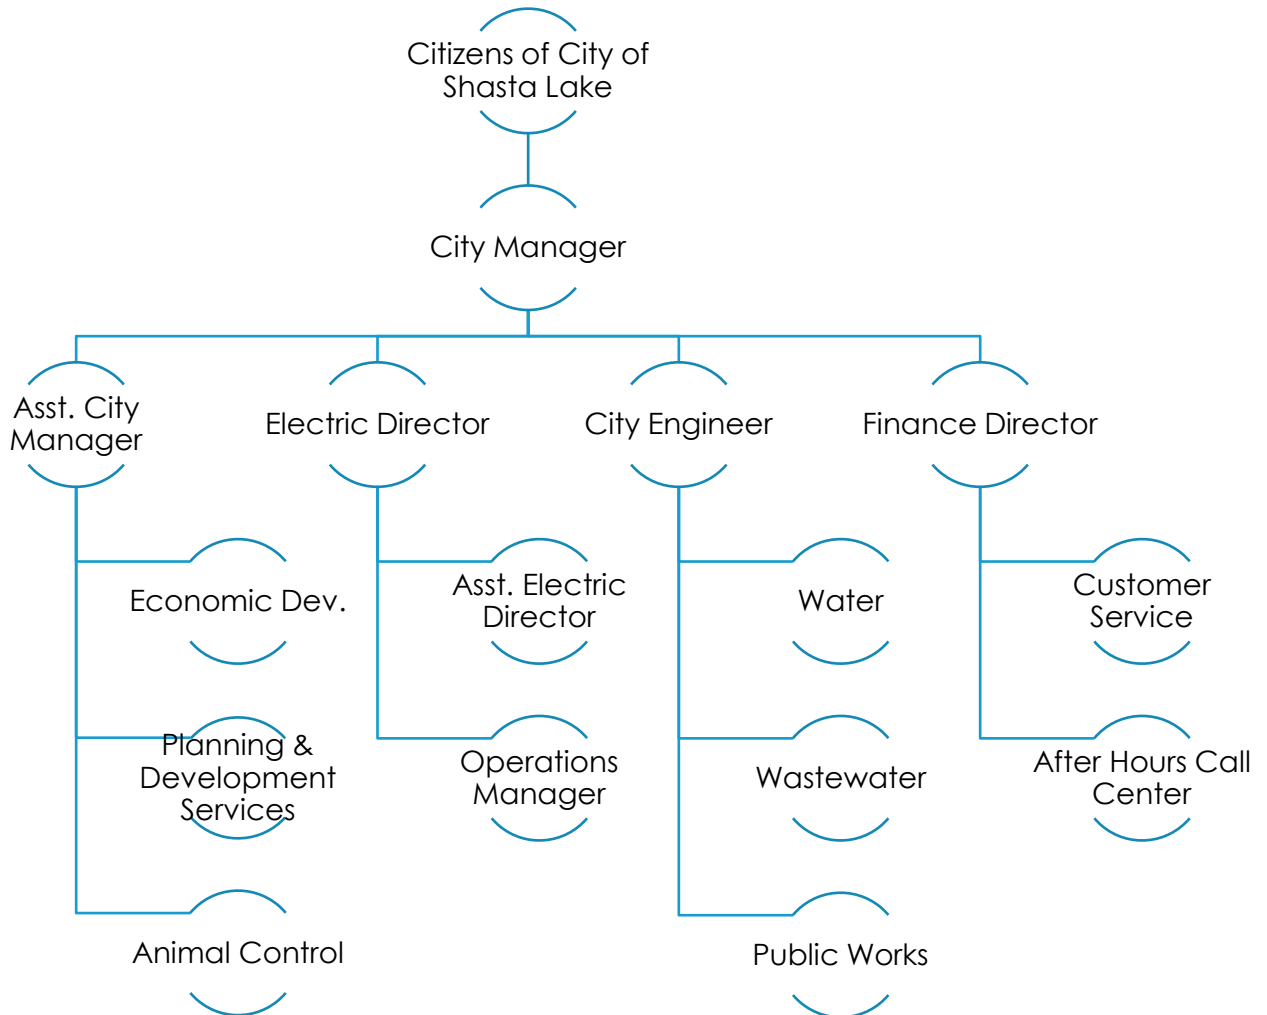 Citizens of City of
Shasta Lake
City Manager
Asst. City
Manager
Electric Director
City Engineer
Finance Director
Economic Dev.
Asst. Electric
Director
Water
Customer
Service
Planning &
Development
Services
Operations
Manager
Wastewater
After Hours Call
Center
Animal Control
Public Works